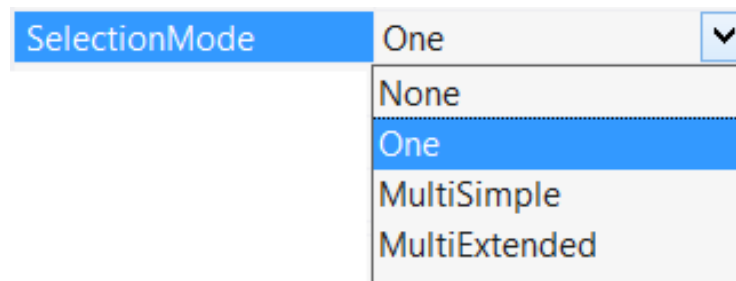 SelectionMode One
None
One
MultiSimple
MultiExtended